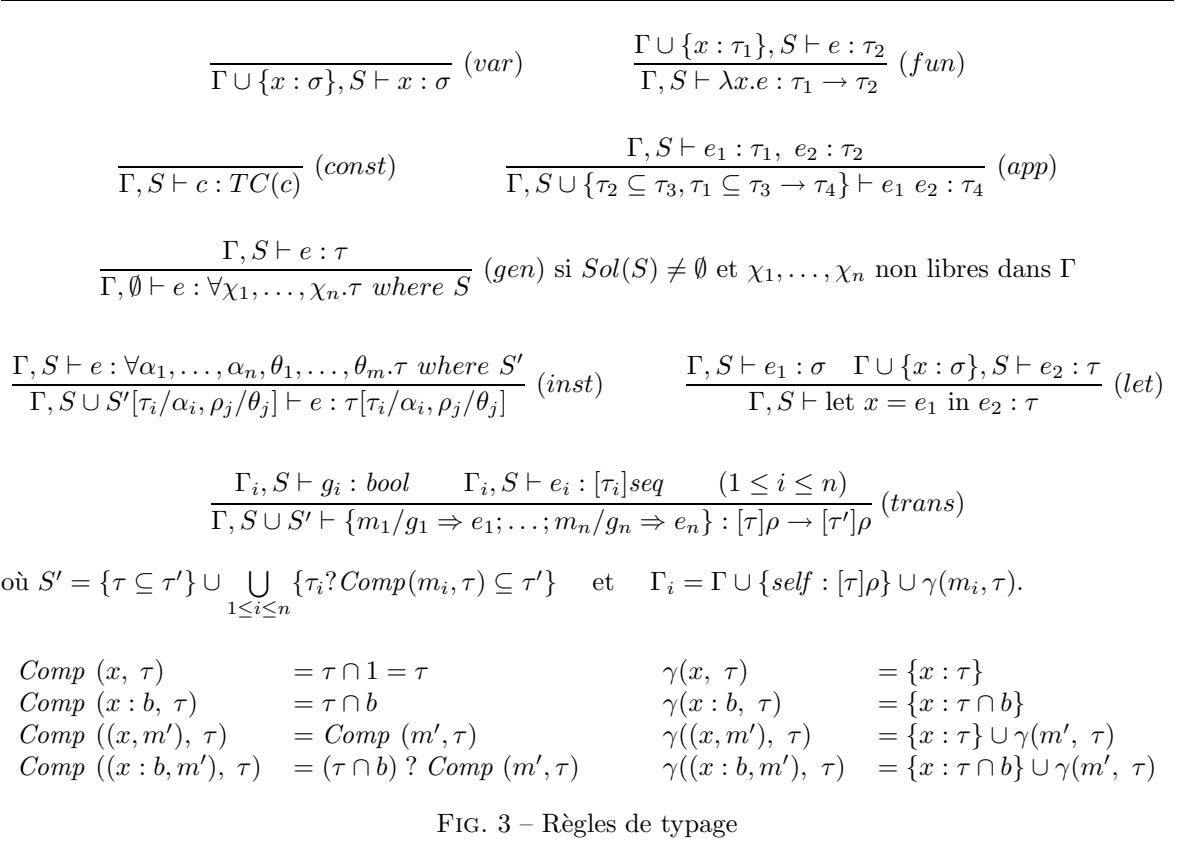 Γ ∪ {x : σ}, S ⊢ x : σ (var)
Γ ∪ {x : τ₁}, S ⊢ e : τ₂
Γ, S ⊢ λx.e : τ₁ → τ₂ (fun)
Γ, S ⊢ c : TC(c) (const)
Γ, S ⊢ e₁ : τ₁, e₂ : τ₂
Γ, S ∪ {τ₂ ⊆ τ₃, τ₁ ⊆ τ₃ → τ₄} ⊢ e₁ e₂ : τ₄ (app)
Γ, S ⊢ e : τ
Γ, ∅ ⊢ e : ∀χ₁, . . . , χₙ.τ where S (gen) si Sol(S) ≠ ∅ et χ₁, . . . , χₙ non libres dans Γ
Γ, S ⊢ e : ∀α₁, . . . , αₙ, θ₁, . . . , θₘ.τ where S′
Γ, S ∪ S′[τᵢ/αᵢ, ρⱼ/θⱼ] ⊢ e : τ[τᵢ/αᵢ, ρⱼ/θⱼ] (inst)
Γ, S ⊢ e₁ : σ Γ ∪ {x : σ}, S ⊢ e₂ : τ
Γ, S ⊢ let x = e₁ in e₂ : τ (let)
Γᵢ, S ⊢ gᵢ : bool Γᵢ, S ⊢ eᵢ : [τᵢ]seq (1 ≤ i ≤ n)
Γ, S ∪ S′ ⊢ {m₁/g₁ ⇒ e₁; . . . ; mₙ/gₙ ⇒ eₙ} : [τ]ρ → [τ′]ρ (trans)
où S′ = {τ ⊆ τ′} ∪ ⋃ {τᵢ?Comp(mᵢ, τ) ⊆ τ′} et Γᵢ = Γ ∪ {self : [τ]ρ} ∪ γ(mᵢ, τ).
1≤i≤n
Comp (x, τ) = τ ∩ 1 = τ γ(x, τ) = {x : τ}
Comp (x : b, τ) = τ ∩ b γ(x : b, τ) = {x : τ ∩ b}
Comp ((x, m′), τ) = Comp (m′, τ) γ((x, m′), τ) = {x : τ} ∪ γ(m′, τ)
Comp ((x : b, m′), τ) = (τ ∩ b) ? Comp (m′, τ) γ((x : b, m′), τ) = {x : τ ∩ b} ∪ γ(m′, τ)
FIG. 3 – Règles de typage